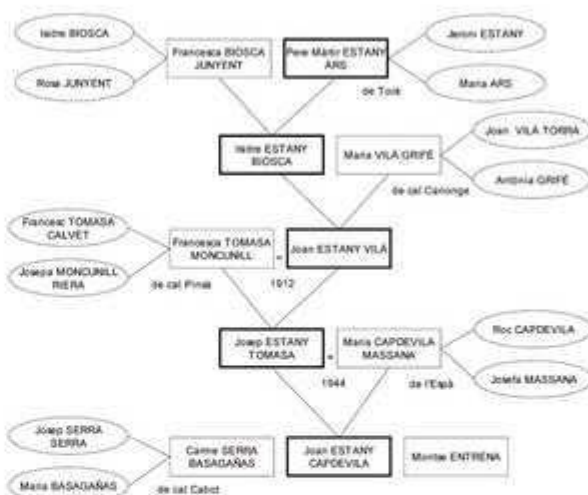 Isidre BIOSCA
Francesca BIOSCA
JUNYENT
Pere Màrtir ESTANY
ARS
Jeroni ESTANY
Rosa JUNYENT
Maria ARS
de Toià
Isidre ESTANY
BIOSCA
Maria VILÀ GRIFÉ
Joan VILÀ TORRA
Antònia GRIFÉ
de cal Canonge
Francesc TOMASA
CALVET
Francesca TOMASA
MONCUNILL
=
Joan ESTANY VILÀ
Josepa MONCUNILL
RIERA
de cal Pinsà
1912
Josep ESTANY
TOMASA
=
Maria CAPDEVILA
MASSANA
Roc CAPDEVILA
Josefa MASSANA
1944
de l'Espà
Josep SERRA
SERRA
Carme SERRA
BASAGAÑAS
Joan ESTANY
CAPDEVILA
Montse ENTRENA
Maria BASAGAÑAS
de cal Cabot